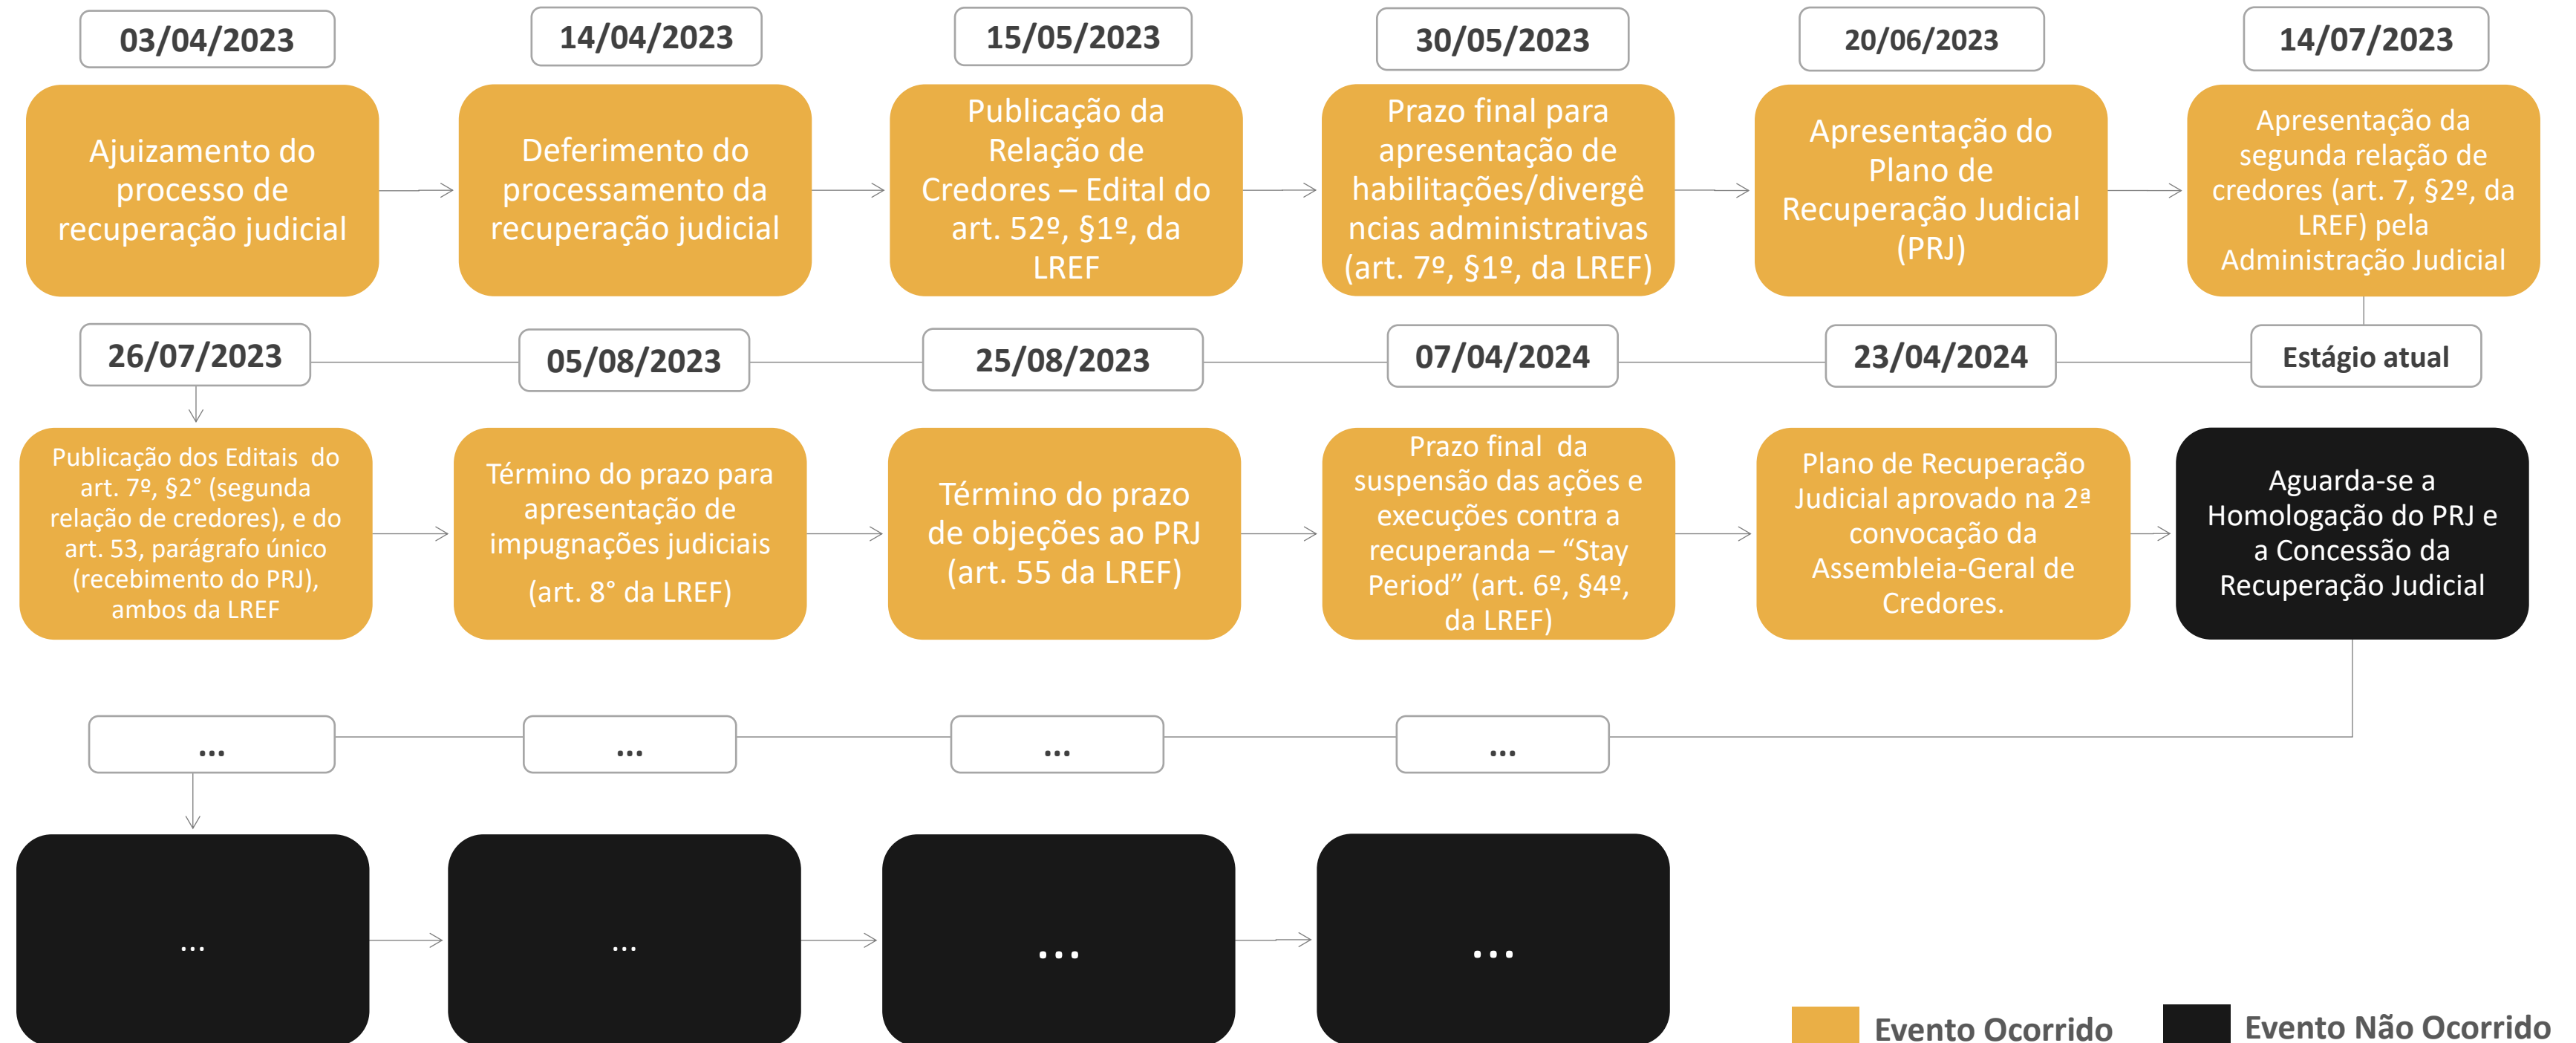 03/04/2023
14/04/2023
15/05/2023
30/05/2023
20/06/2023
14/07/2023
Ajuizamento do
processo de
recuperação judicial
Deferimento do
processamento da
recuperação judicial
Publicação da
Relação de
Credores – Edital do
art. 52º, §1º, da
LREF
Prazo final para
apresentação de
habilitações/divergê
ncias administrativas
(art. 7º, §1º, da LREF)
Apresentação do
Plano de
Recuperação Judicial
(PRJ)
Apresentação da
segunda relação de
credores (art. 7, §2º, da
LREF) pela
Administração Judicial
26/07/2023
05/08/2023
25/08/2023
07/04/2024
23/04/2024
Estágio atual
Publicação dos Editais do
art. 7º, §2° (segunda
relação de credores), e do
art. 53, parágrafo único
(recebimento do PRJ),
ambos da LREF
Término do prazo para
apresentação de
impugnações judiciais
(art. 8° da LREF)
Término do prazo
de objeções ao PRJ
(art. 55 da LREF)
Prazo final da
suspensão das ações e
execuções contra a
recuperanda – “Stay
Period” (art. 6º, §4º,
da LREF)
Plano de Recuperação
Judicial aprovado na 2ª
convocação da
Assembleia-Geral de
Credores.
Aguarda-se a
Homologação do PRJ e
a Concessão da
Recuperação Judicial
...
...
...
...
...
...
...
...
Evento Ocorrido
Evento Não Ocorrido